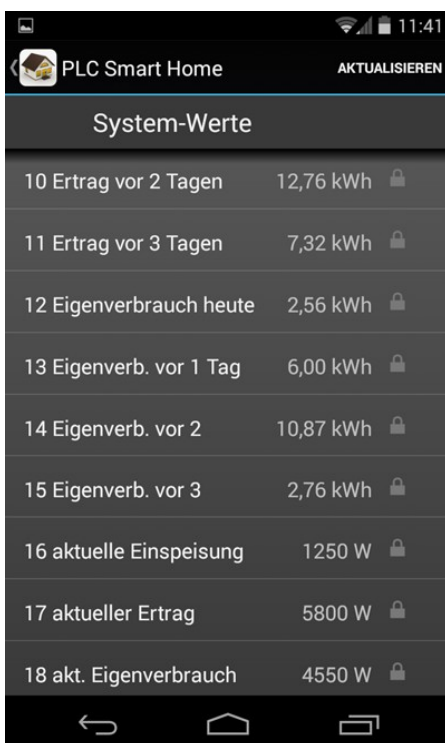 11:41
PLC Smart Home
AKTUALISIEREN
System-Werte
10 Ertrag vor 2 Tagen 12,76 kWh
11 Ertrag vor 3 Tagen 7,32 kWh
12 Eigenverbrauch heute 2,56 kWh
13 Eigenverb. vor 1 Tag 6,00 kWh
14 Eigenverb. vor 2 10,87 kWh
15 Eigenverb. vor 3 2,76 kWh
16 aktuelle Einspeisung 1250 W
17 aktueller Ertrag 5800 W
18 akt. Eigenverbrauch 4550 W